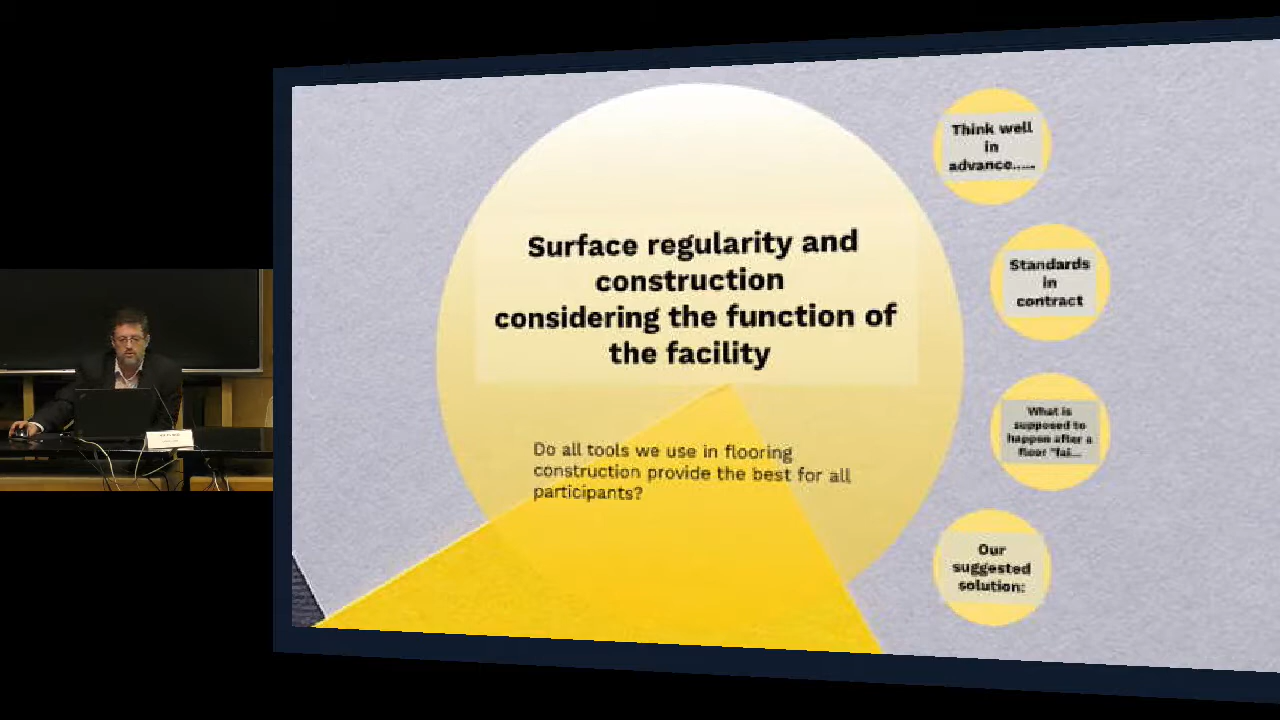 Surface regularity and
construction
considering the function of
the facility
Do all tools we use in flooring
construction provide the best for all
participants?
Think well
in
advance.....
Standards
in
contract
What is
supposed to
happen after a
floor "fai...
Our
suggested
solution: